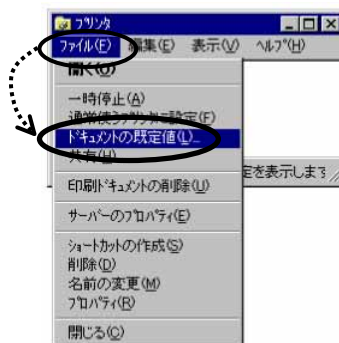 プリンタ
ファイル(F) 編集(E) 表示(V) ヘルプ(H)
開く(O)
一時停止(A)
通常使うプリンタに設定(F)
ドキュメントの既定値(L)...
共有(H)
印刷ドキュメントの削除(U)
サーバーのプロパティ(E)
ショートカットの作成(S)
削除(D)
名前の変更(M)
プロパティ(R)
閉じる(C)
を表示します